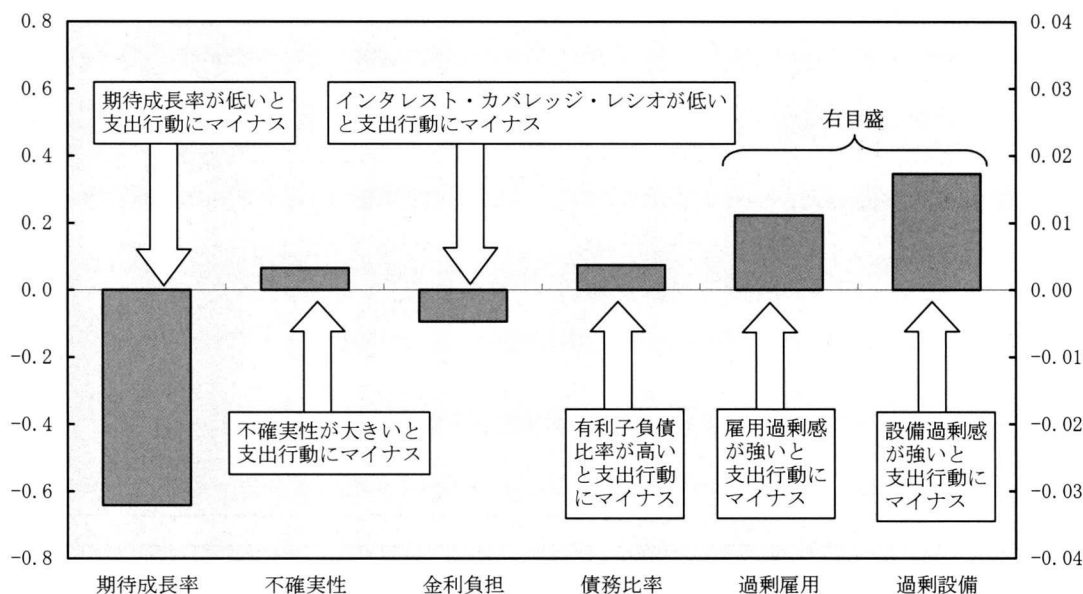 0.8
0.6
0.4
0.2
0.0
-0.2
-0.4
-0.6
-0.8
期待成長率が低いと
支出行動にマイナス
インタレスト・カバレッジ・レシオが低い
と支出行動にマイナス
右目盛
0.04
0.03
0.02
0.01
0.00
-0.01
-0.02
-0.03
-0.04
不確実性が大きいと
支出行動にマイナス
有利子負債
比率が高い
と支出行動
にマイナス
雇用過剰感
が強いと
支出行動に
マイナス
設備過剰感
が強いと
支出行動に
マイナス
期待成長率
不確実性
金利負担
債務比率
過剰雇用
過剰設備